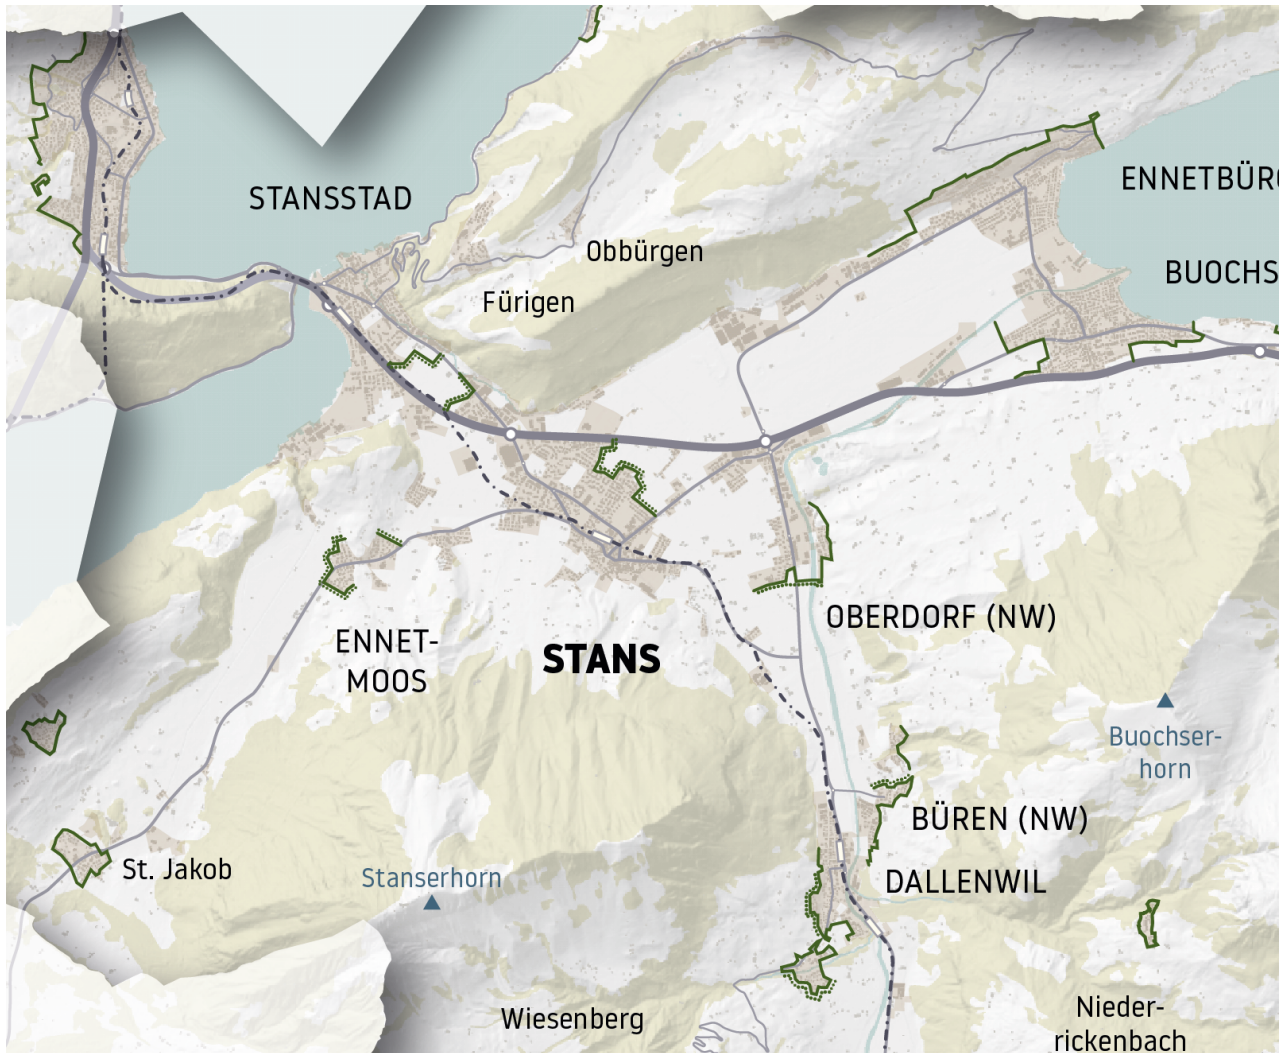 STANSSTAD
ENNETBÜR
BUOCHS
Obbürgen
Fürigen
ENNET-
MOOS
STANS
OBERDORF (NW)
Buochser-
horn
BÜREN (NW)
St. Jakob
Stanserhorn
DALLENWIL
Wiesenberg
Nieder-
rickenbach